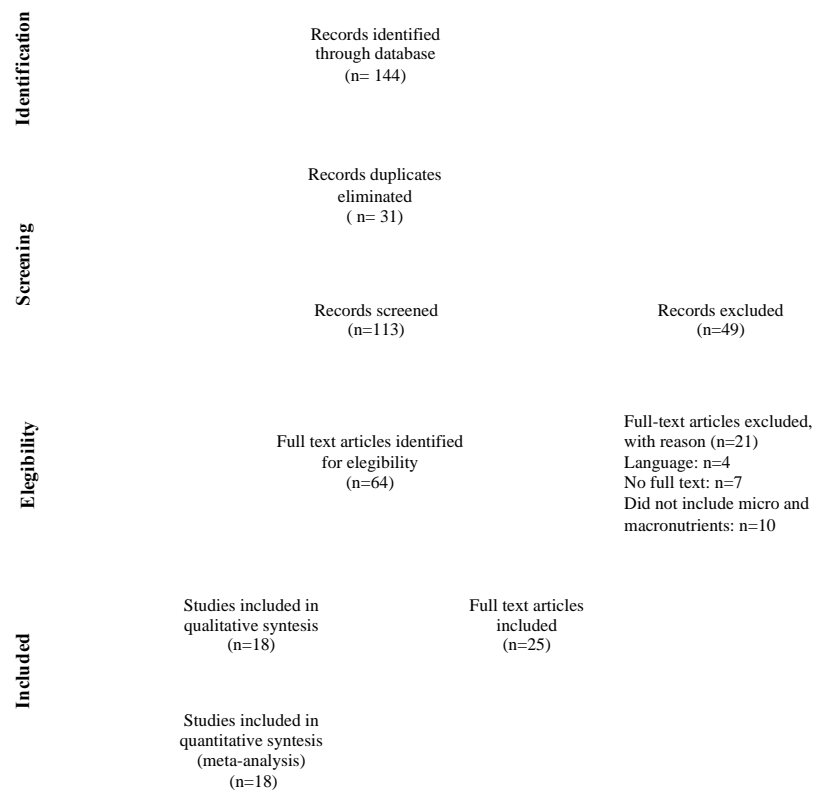 Identification
Records identified
through database
(n= 144)
Screening
Records duplicates
eliminated
( n= 31)
Records screened
(n=113)
Records excluded
(n=49)
Elegibility
Full text articles identified
for elegibility
(n=64)
Full-text articles excluded,
with reason (n=21)
Language: n=4
No full text: n=7
Did not include micro and
macronutrients: n=10
Included
Studies included in
qualitative syntesis
(n=18)
Full text articles
included
(n=25)
Studies included in
quantitative syntesis
(meta-analysis)
(n=18)